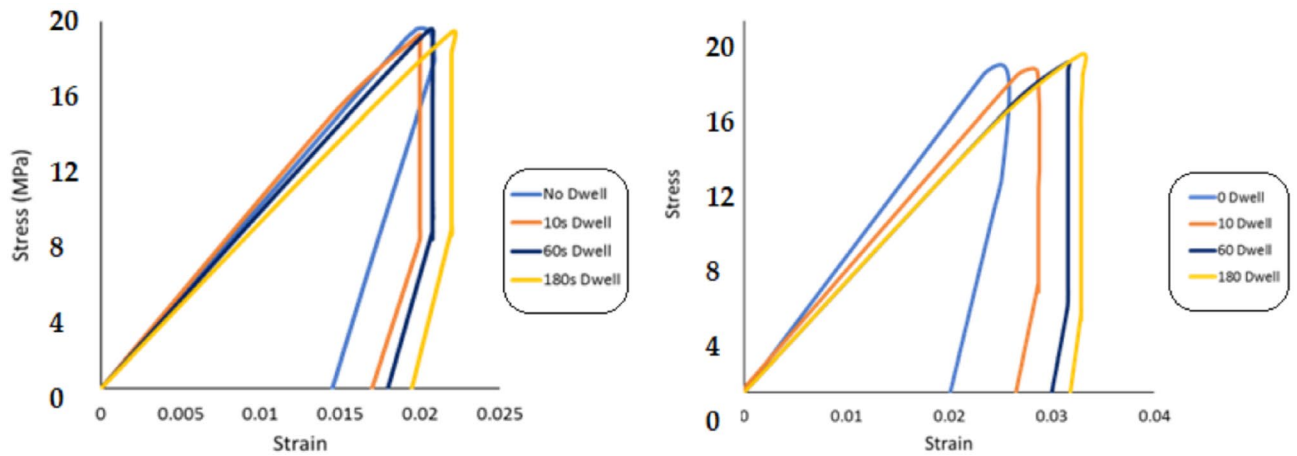 20
16
12
8
4
0
Stress (MPa)
0 0.005 0.01 0.015 0.02 0.025
Strain
No Dwell
10s Dwell
60s Dwell
180s Dwell
20
16
12
8
4
0
Stress
0 0.01 0.02 0.03 0.04
Strain
0 Dwell
10 Dwell
60 Dwell
180 Dwell